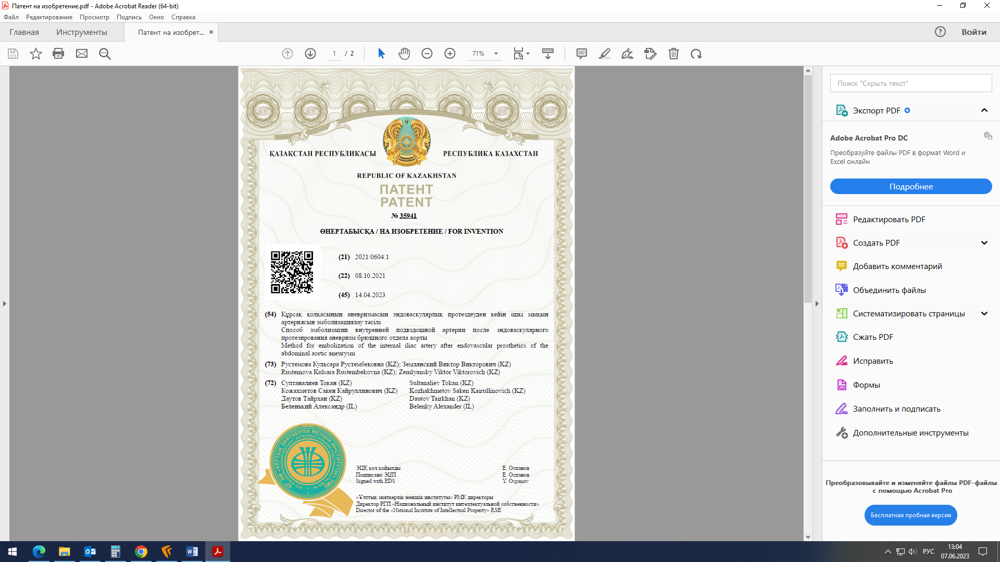 Патент на изобретение.pdf - Adobe Acrobat Reader (64-bit)
Файл Редактирование Просмотр Подпись Окно Справка
Главная Инструменты Патент на изобрет... Войти
1 / 2 71%
Поиск "Скрыть текст"
Экспорт PDF
Adobe Acrobat Pro DC
Преобразуйте файлы PDF в формат Word и
Excel онлайн
Подробнее
Редактировать PDF
Создать PDF
Добавить комментарий
Объединить файлы
Систематизировать страницы
Сжать PDF
Исправить
Формы
Заполнить и подписать
Дополнительные инструменты
Преобразовывайте и изменяйте файлы PDF-файлы
с помощью Acrobat Pro
Бесплатная пробная версия
ҚАЗАҚСТАН РЕСПУБЛИКАСЫ РЕСПУБЛИКА КАЗАХСТАН
REPUBLIC OF KAZAKHSTAN
ПАТЕНТ
PATENT
№ 35941
ӨНЕРТАБЫСҚА / НА ИЗОБРЕТЕНИЕ / FOR INVENTION
(21) 2021/0604.1
(22) 08.10.2021
(45) 14.04.2023
(54) Құрсақ қолқасының аневризмасын эндоваскулярлық протездеуден кейін ішкі мықын
артериясын эмболизациялау тәсілі
Способ эмболизации внутренней подвздошной артерии после эндоваскулярного
протезирования аневризм брюшного отдела аорты
Method for embolization of the internal iliac artery after endovascular prosthetics of the
abdominal aortic aneurysm
(73) Рустемова Кульсара Рустембековна (KZ); Землянский Виктор Викторович (KZ)
Rustemova Kulsara Rustembekovna (KZ); Zemlyansky Viktor Viktorovich (KZ)
(72) Султаналиев Токан (KZ) Sultanaliev Tokan (KZ)
Кожахметов Сакен Кайруллинович (KZ) Kozhakhmetov Saken Kairullinovich (KZ)
Даутов Тайрхан (KZ) Dautov Tairkhan (KZ)
Беленький Александр (IL) Belenky Alexander (IL)
ЭЦҚ қол қойылды Е. Оспанов
Подписано ЭЦП Е. Оспанов
Signed with EDS Y. Ospanov
«Ұлттық зияткерлік меншік институты» РМК директоры
Директор РГП «Национальный институт интеллектуальной собственности»
Director of the «National Institute of Intellectual Property» RSE
РУС
13:04
07.06.2023